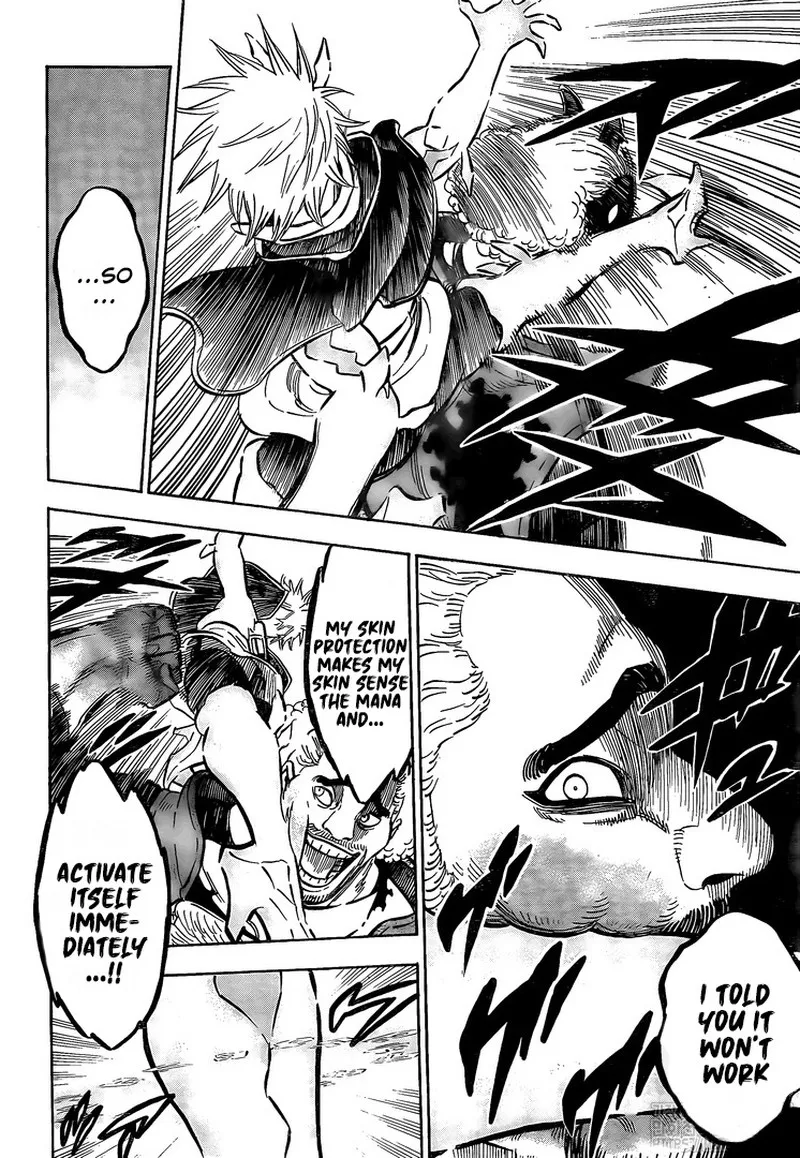 ...SO
...
I TOLD
YOU IT
WON'T
WORK
MY SKIN
PROTECTION
MAKES MY
SKIN SENSE
THE MANA
AND...
ACTIVATE
ITSELF
IMME-
DIATELY
...!!